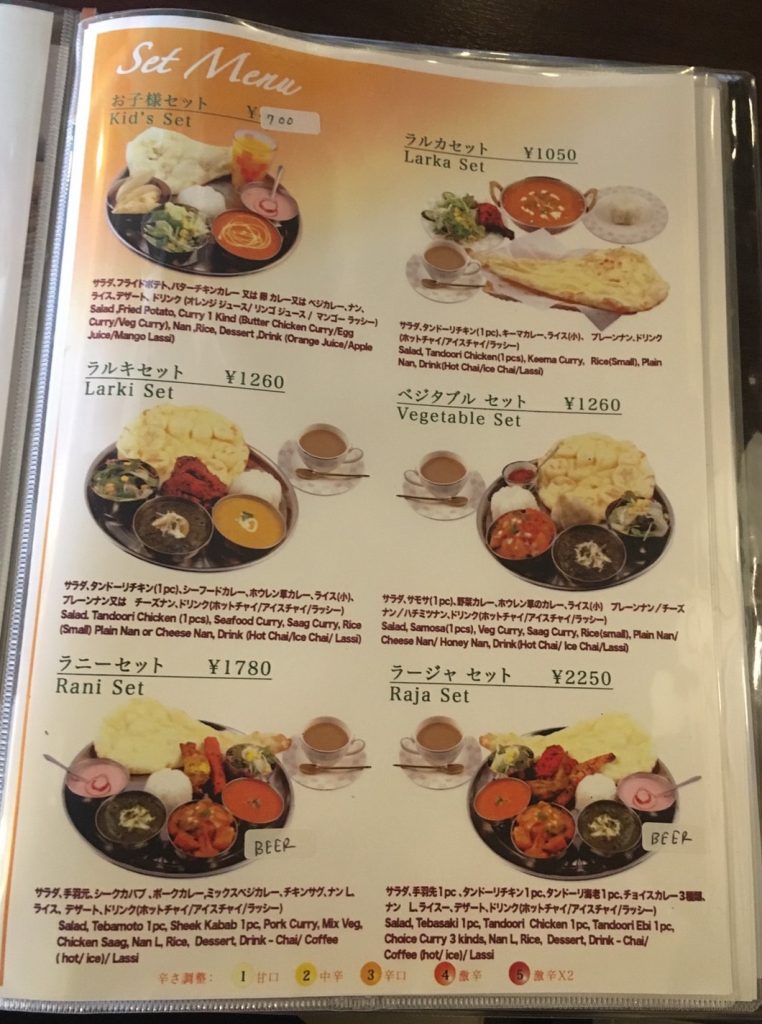 Set Menu
お子様セット ¥ 700
Kid's Set
サラダ、フライドポテト、バターチキンカレー 又は 卵 カレー又は ベジカレー、ナン、
ライス、デザート、ドリンク (オレンジ ジュース/ リンゴ ジュース / マンゴー ラッシー)
Salad ,Fried Potato, Curry 1 Kind (Butter Chicken Curry/Egg
Curry/Veg Curry), Nan ,Rice, Dessert ,Drink (Orange Juice/Apple
Juice/Mango Lassi)
ラルカセット ¥1050
Larka Set
サラダ、タンドーリチキン(1pc)、キーマカレー、ライス(小)、 プレーンナン、ドリンク
(ホットチャイ/アイスチャイ/ラッシー)
Salad, Tandoori Chicken(1pcs), Keema Curry, Rice(Small), Plain
Nan, Drink(Hot Chai/Ice Chai/Lassi)
ラルキセット ¥1260
Larki Set
サラダ、タンドーリチキン(1pc)、シーフードカレー、ホウレン草カレー、ライス(小)、
プレーンナン又は チーズナン、ドリンク(ホットチャイ/アイスチャイ/ラッシー)
Salad, Tandoori Chicken (1pcs), Seafood Curry, Saag Curry, Rice
(Small) Plain Nan or Cheese Nan, Drink (Hot Chai/Ice Chai/ Lassi)
ベジタブル セット ¥1260
Vegetable Set
サラダ、サモサ(1pc)、野菜カレー、ホウレン草のカレー、ライス(小) プレーンナン/チーズ
ナン/ハチミツナン、ドリンク(ホットチャイ/アイスチャイ/ラッシー)
Salad, Samosa(1pcs), Veg Curry, Saag Curry, Rice(small), Plain Nan/
Cheese Nan/ Honey Nan, Drink(Hot Chai/ Ice Chai/Lassi)
ラニーセット ¥1780
Rani Set
BEER
サラダ、手羽元、シークカバブ 、ポークカレー,ミックスベジカレー、チキンサグ、ナン L、
ライス、デザート、ドリンク(ホットチャイ/アイスチャイ/ラッシー)
Salad, Tebamoto 1pc, Sheek Kabab 1pc, Pork Curry, Mix Veg,
Chicken Saag, Nan L, Rice, Dessert, Drink - Chai/ Coffee
( hot/ ice)/ Lassi
ラージャ セット ¥2250
Raja Set
BEER
サラダ、手羽先1pc 、タンドーリチキン1pc、タンドーリ海老1pc、チョイスカレー3種類、
ナン L、ライス一、デザート、ドリンク(ホットチャイ/アイスチャイ/ラッシー)
Salad, Tebasaki 1pc, Tandoori Chicken 1pc, Tandoori Ebi 1pc,
Choice Curry 3 kinds, Nan L, Rice, Dessert, Drink - Chai/
Coffee (hot/ ice)/ Lassi
辛さ調整: 1 甘口 2 中辛 3 辛口 4 激辛 5 激辛X2